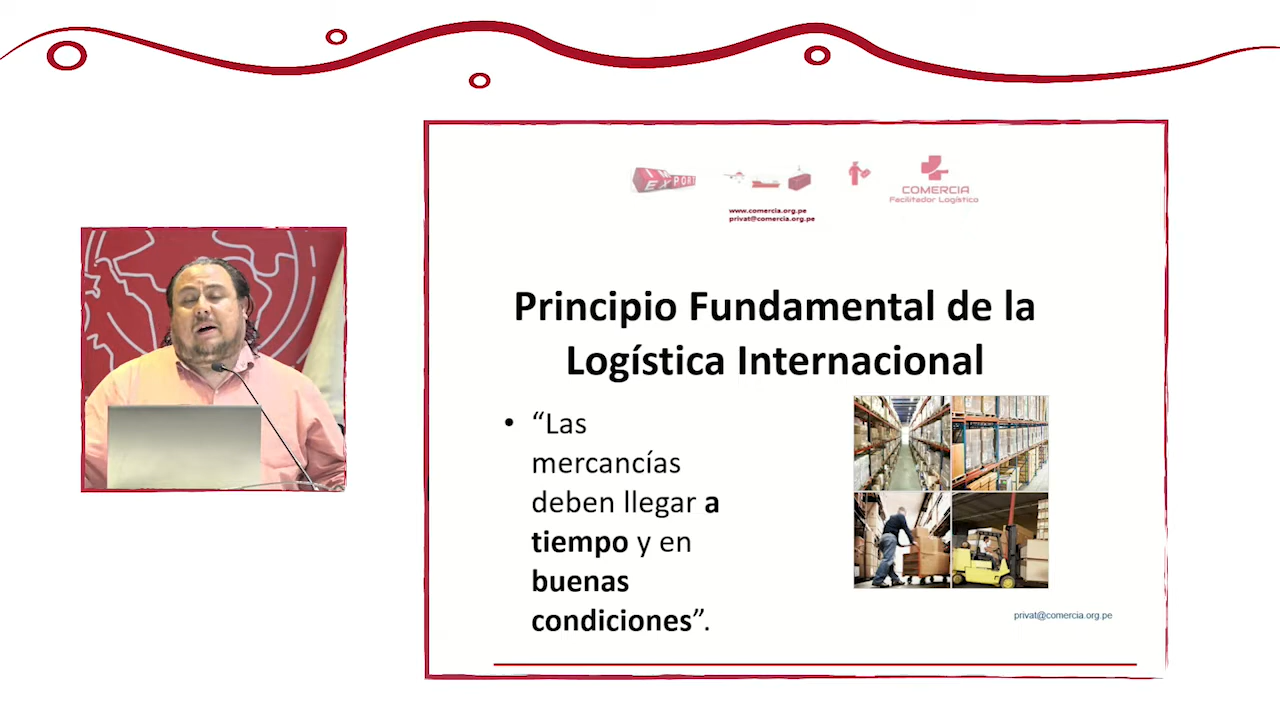 EXPORT
COMERCIA
Facilitador Logístico
www.comercia.org.pe
privat@comercia.org.pe
Principio Fundamental de la
Logística Internacional
• “Las
mercancías
deben llegar a
tiempo y en
buenas
condiciones”.
privat@comercia.org.pe